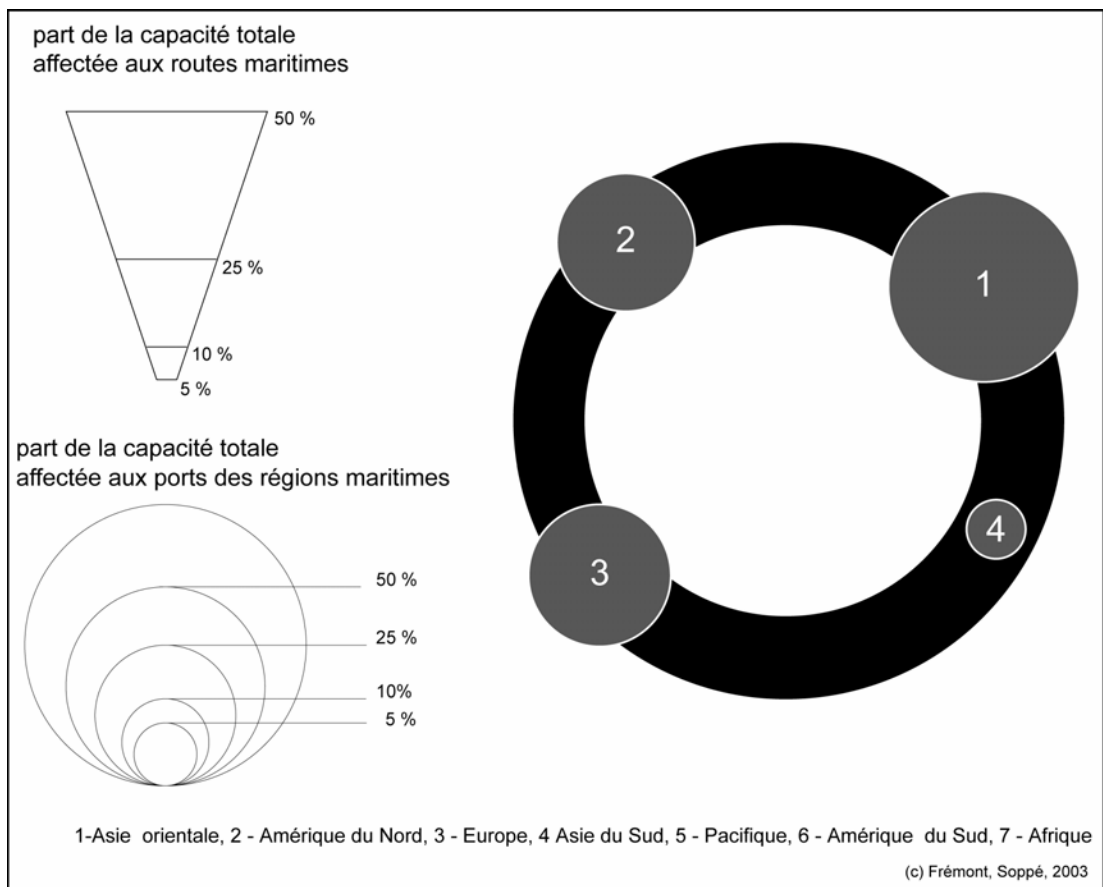 part de la capacité totale
affectée aux routes maritimes
50 %
25 %
10 %
5 %
part de la capacité totale
affectée aux ports des régions maritimes
50 %
25 %
10%
5 %
1
2
3
4
1-Asie orientale, 2 - Amérique du Nord, 3 - Europe, 4 Asie du Sud, 5 - Pacifique, 6 - Amérique du Sud, 7 - Afrique
(c) Frémont, Soppé, 2003